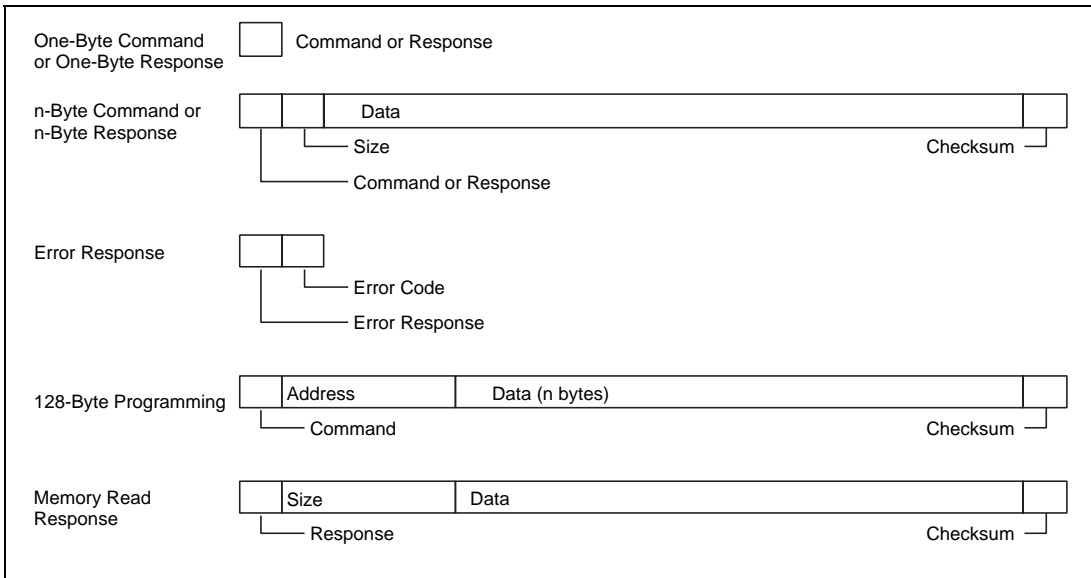 One-Byte Command
or One-Byte Response
Command or Response
n-Byte Command or
n-Byte Response
Data
Size
Checksum
Command or Response
Error Response
Error Code
Error Response
128-Byte Programming
Address
Data (n bytes)
Command
Checksum
Memory Read
Response
Size
Data
Response
Checksum